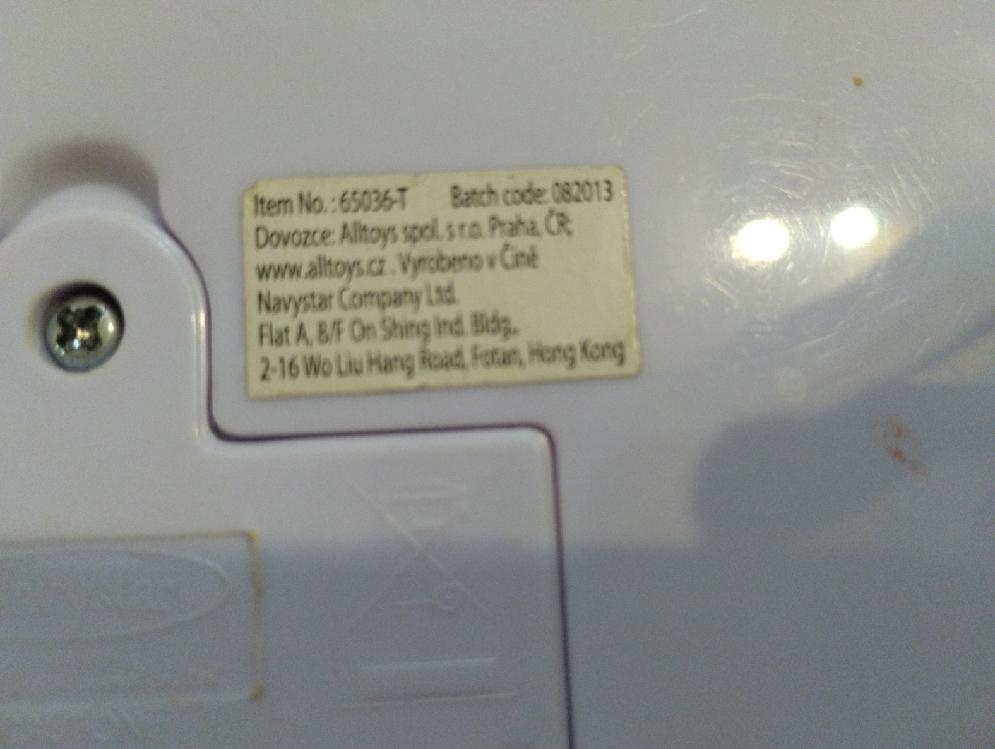 Item No. : 65036-T Batch code: 082013
Dovozce: Alltoys spol. s r.o. Praha, ČR,
www.alltoys.cz . Vyrobeno v Číně
Navystar Company Ltd.
Flat A, 8/F On Shing Ind. Bldg.,
2-16 Wo Liu Hang Road, Fotan, Hong Kong